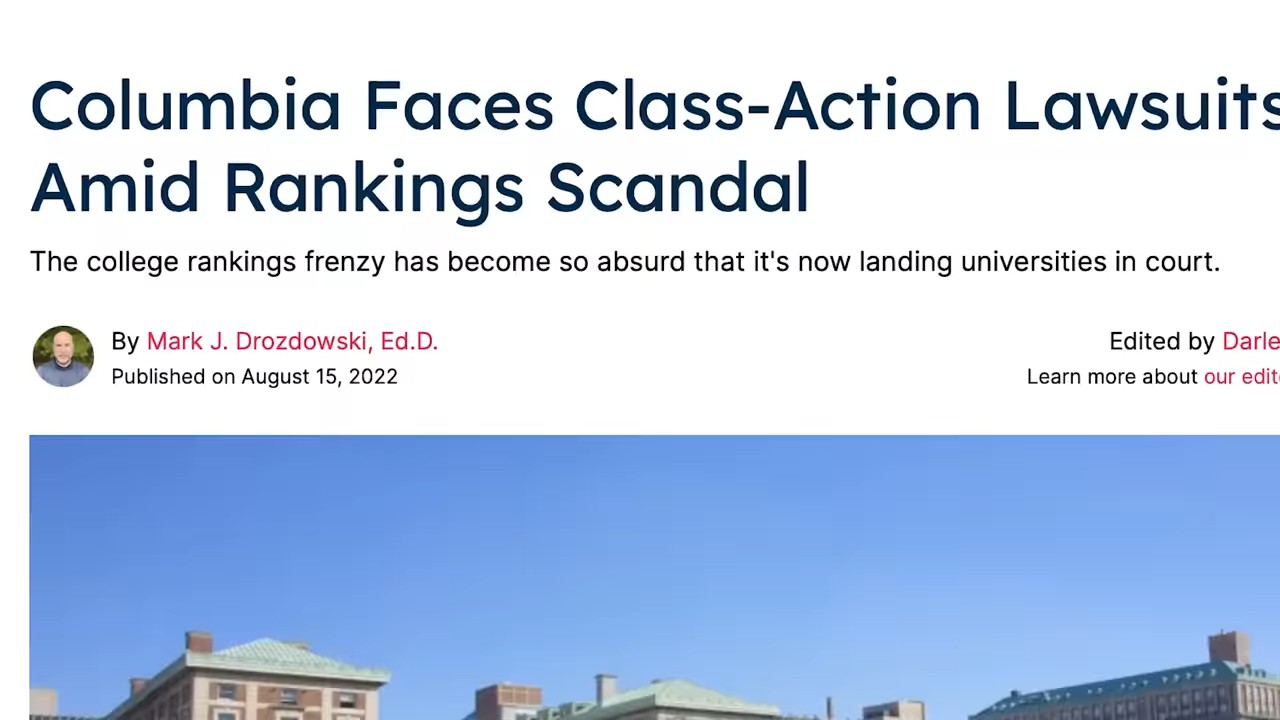 Columbia Faces Class-Action Lawsuits
Amid Rankings Scandal
The college rankings frenzy has become so absurd that it's now landing universities in court.
By Mark J. Drozdowski, Ed.D.
Edited by
Published on August 15, 2022
Learn more about our